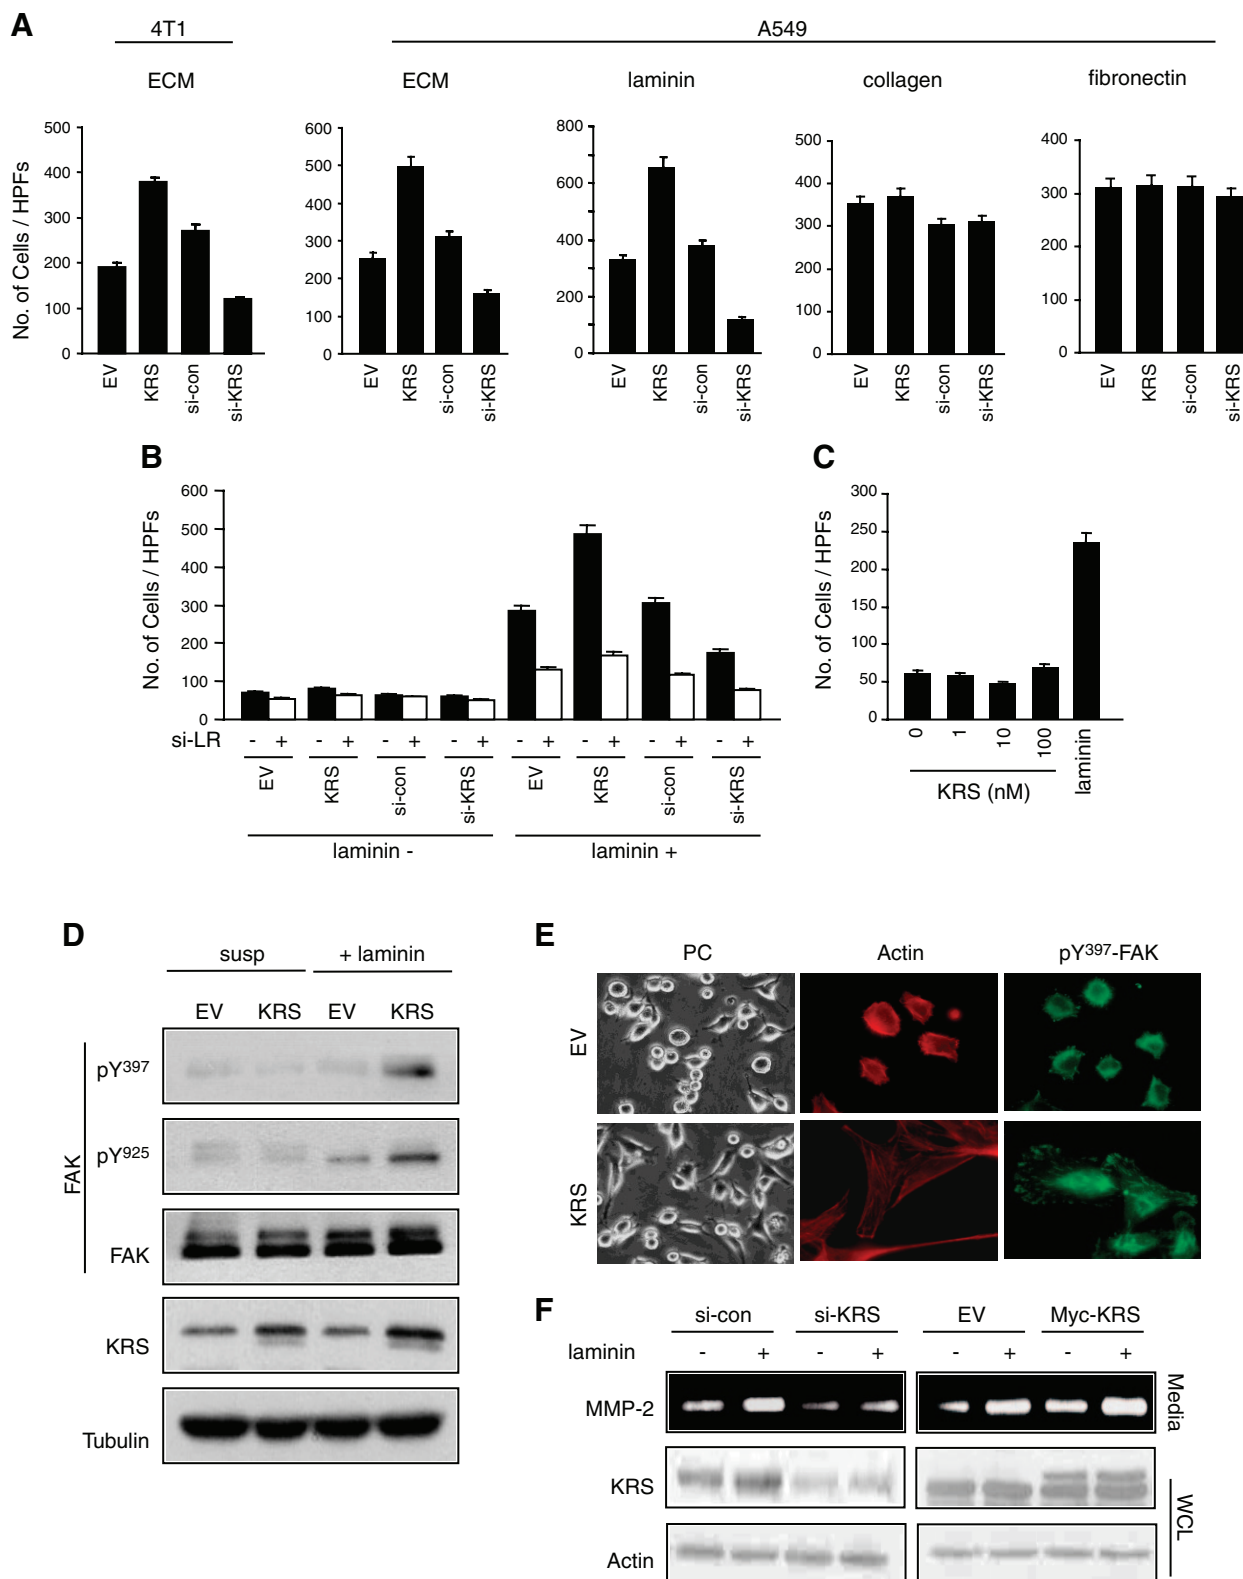 A
4T1
A549
ECM
ECM
laminin
collagen
fibronectin
No. of Cells / HPFs
500
400
300
200
100
0
EV
KRS
si-con
si-KRS
600
500
400
300
200
100
0
EV
KRS
si-con
si-KRS
800
600
400
200
0
EV
KRS
si-con
si-KRS
500
400
300
200
100
0
EV
KRS
si-con
si-KRS
400
300
200
100
0
EV
KRS
si-con
si-KRS
B
No. of Cells / HPFs
600
500
400
300
200
100
0
si-LR - + - + - + - + - + - + - + - +
EV KRS si-con si-KRS EV KRS si-con si-KRS
laminin - laminin +
C
No. of Cells / HPFs
300
250
200
150
100
50
0
0 1 10 100 laminin
KRS (nM)
D
susp + laminin
EV KRS EV KRS
FAK
pY397
pY925
FAK
KRS
Tubulin
E
PC Actin pY397-FAK
EV
KRS
F
si-con si-KRS EV Myc-KRS
laminin - + - + - + - +
MMP-2
Media
KRS
WCL
Actin